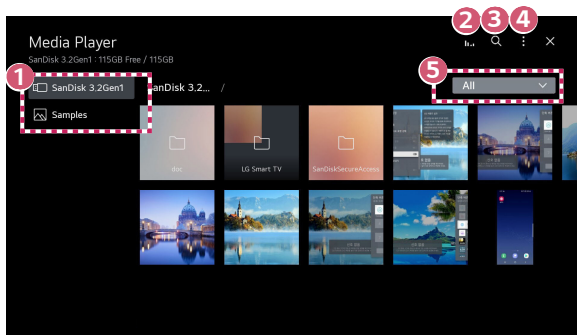 2 3 4
Media Player
SanDisk 3.2Gen1 : 115GB Free / 115GB
1
SanDisk 3.2Gen1
Samples
SanDisk 3.2... /
5
All
doc
LG Smart TV
SanDiskSecureAccess